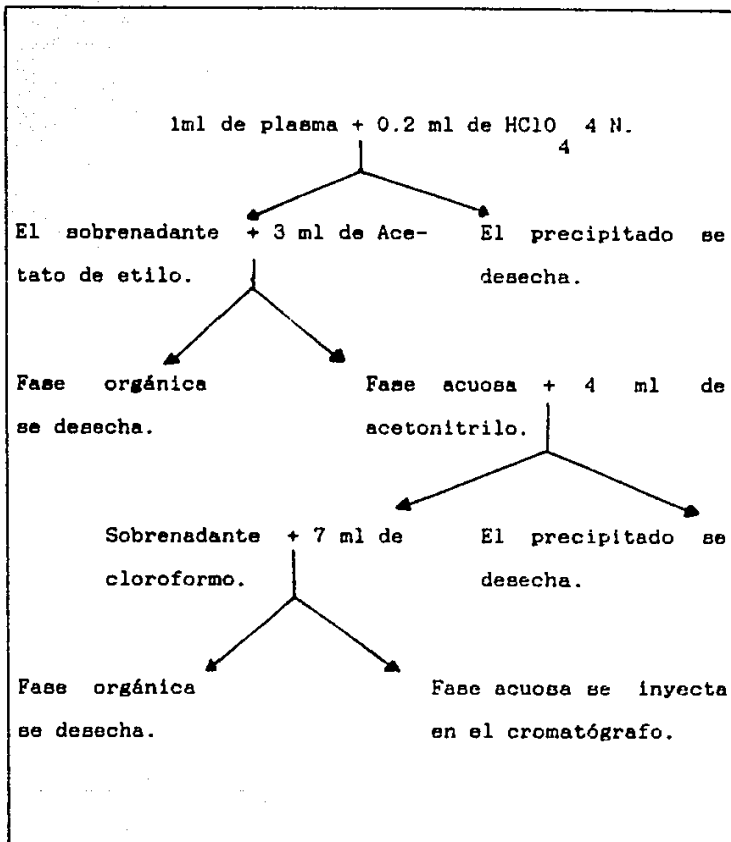 1ml de plasma + 0.2 ml de HClO 4 N.
4
El sobrenadante + 3 ml de Ace-
tato de etilo.
El precipitado se
desecha.
Fase orgánica
se desecha.
Fase acuosa + 4 ml de
acetonitrilo.
Sobrenadante + 7 ml de
cloroformo.
El precipitado se
desecha.
Fase orgánica
se desecha.
Fase acuosa se inyecta
en el cromatógrafo.